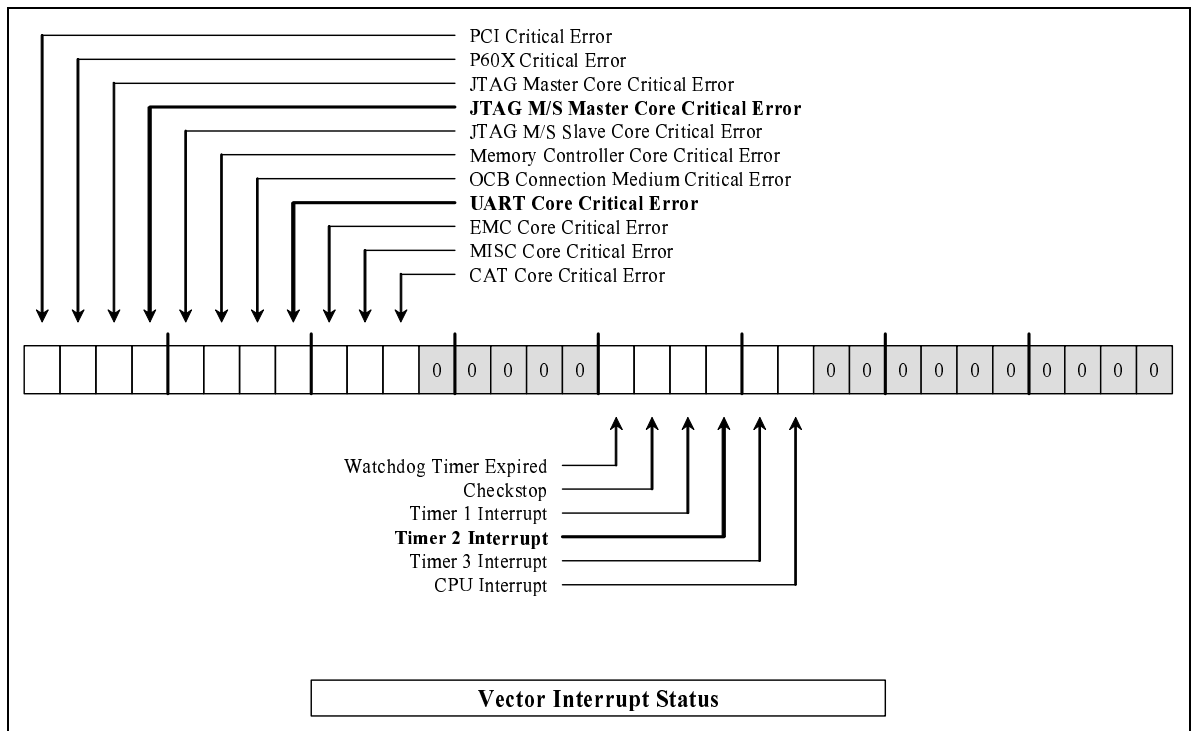 PCI Critical Error
P60X Critical Error
JTAG Master Core Critical Error
JTAG M/S Master Core Critical Error
JTAG M/S Slave Core Critical Error
Memory Controller Core Critical Error
OCB Connection Medium Critical Error
UART Core Critical Error
EMC Core Critical Error
MISC Core Critical Error
CAT Core Critical Error
0 0 0 0 0 0 0 0 0 0 0 0 0 0 0
Watchdog Timer Expired
Checkstop
Timer 1 Interrupt
Timer 2 Interrupt
Timer 3 Interrupt
CPU Interrupt
Vector Interrupt Status